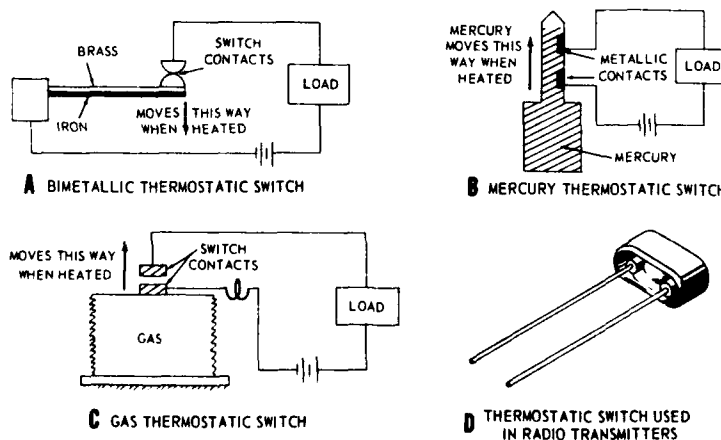 BRASS
SWITCH
CONTACTS
LOAD
IRON
MOVES THIS WAY
WHEN HEATED
A BIMETALLIC THERMOSTATIC SWITCH
MERCURY
MOVES THIS
WAY WHEN
HEATED
METALLIC
CONTACTS
LOAD
MERCURY
B MERCURY THERMOSTATIC SWITCH
MOVES THIS WAY
WHEN HEATED
SWITCH
CONTACTS
LOAD
GAS
C GAS THERMOSTATIC SWITCH
D THERMOSTATIC SWITCH USED
IN RADIO TRANSMITTERS